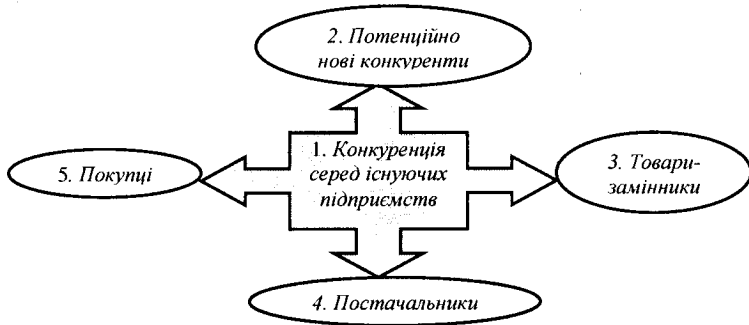 2. Потенційно
нові конкуренти
1. Конкуренція
серед існуючих
підприємств
5. Покупці
3. Товари-
замінники
4. Постачальники